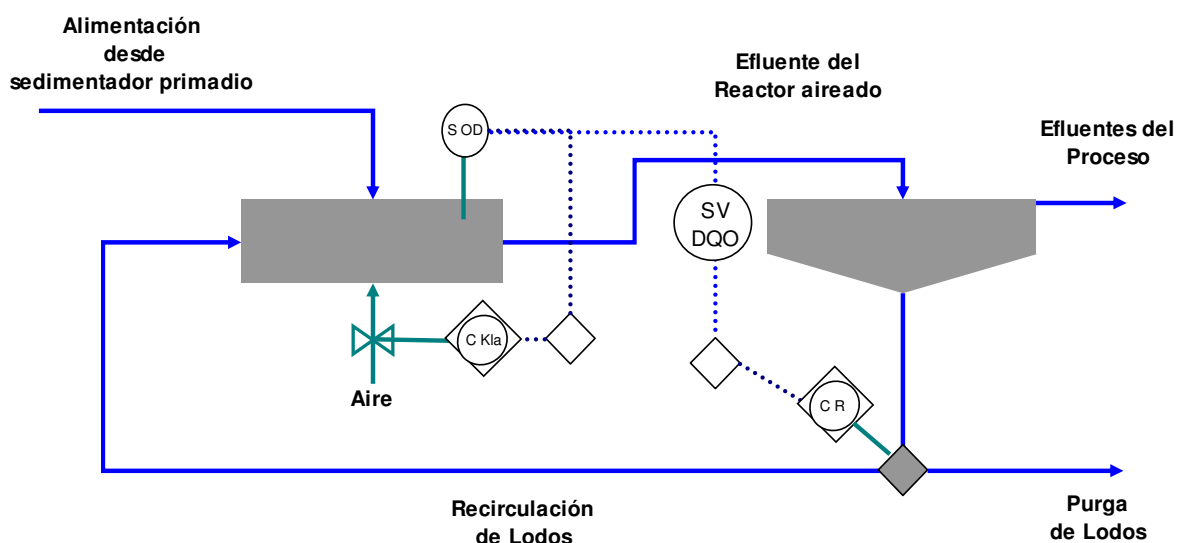 Alimentación
desde
sedimentador primadio
Efluente del
Reactor aireado
S OD
Efluentes del
Proceso
SV
DQO
C Kla
Aire
C R
Recirculación
de Lodos
Purga
de Lodos